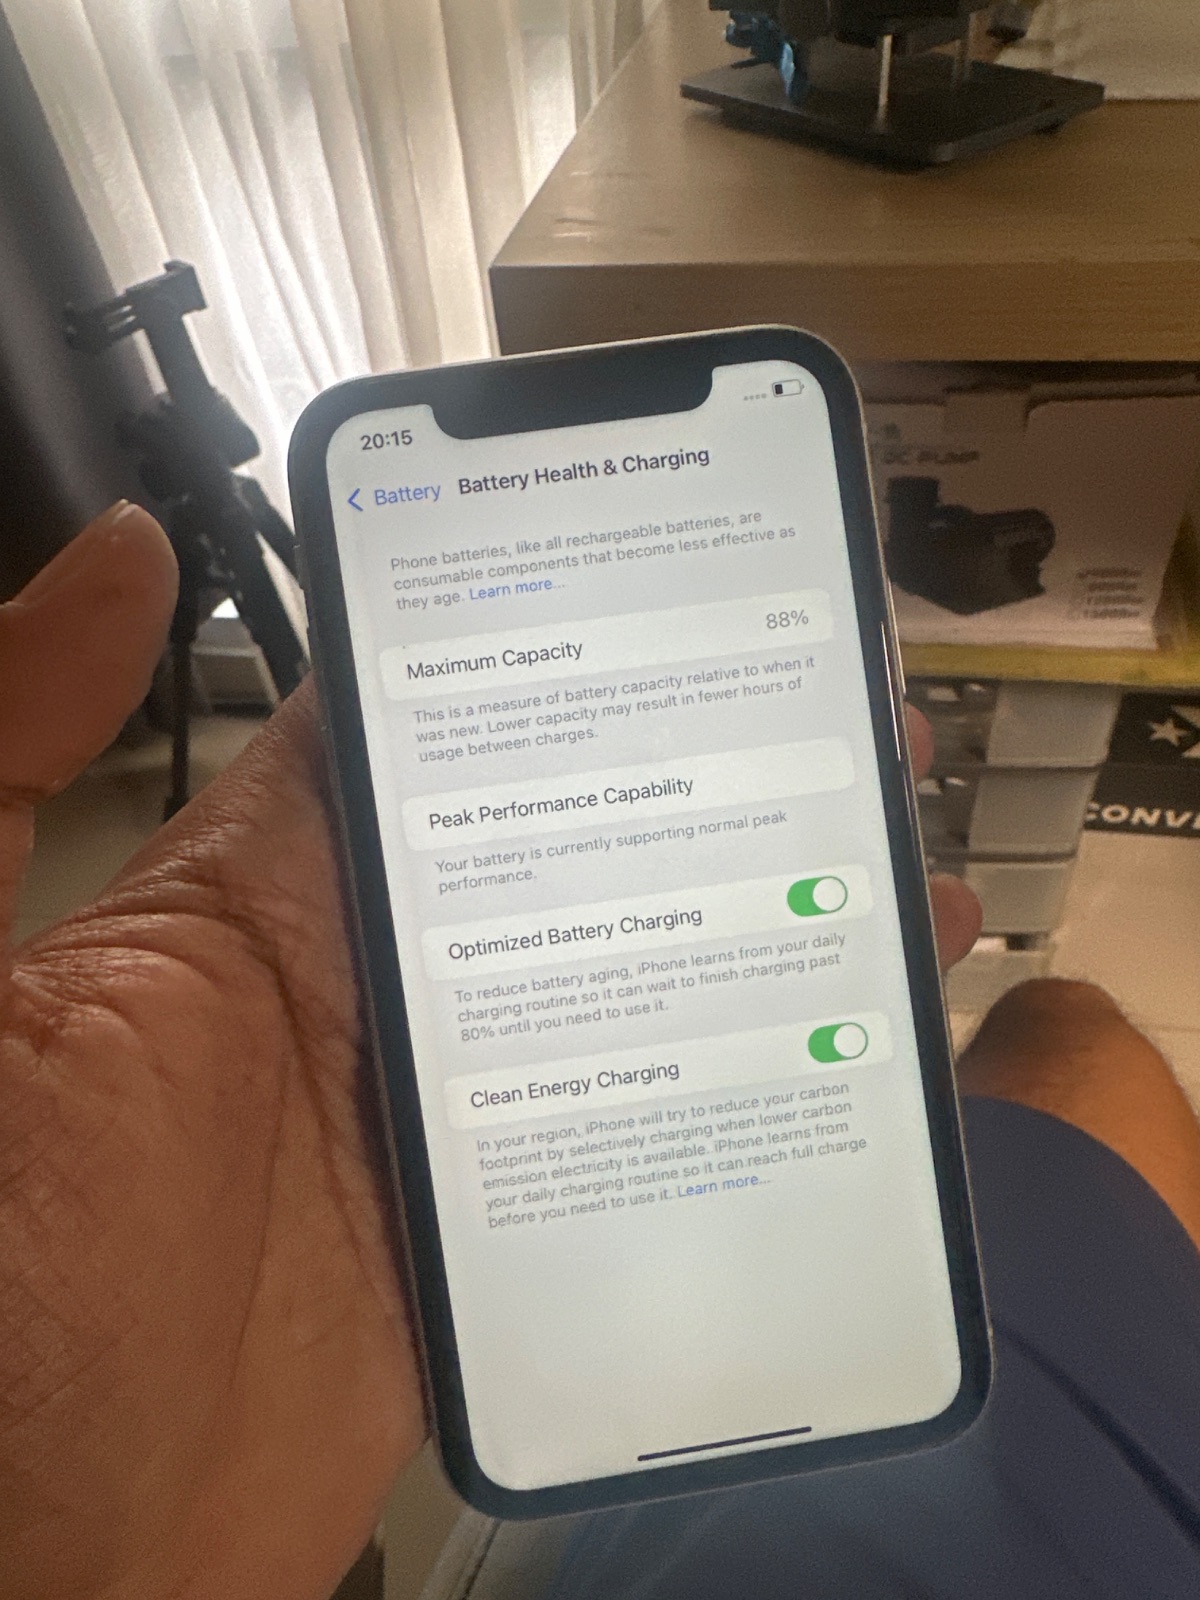 20:15
Battery
Battery Health & Charging
Phone batteries, like all rechargeable batteries, are
consumable components that become less effective as
they age. Learn more...
Maximum Capacity
88%
This is a measure of battery capacity relative to when it
was new. Lower capacity may result in fewer hours of
usage between charges.
Peak Performance Capability
Your battery is currently supporting normal peak
performance.
Optimized Battery Charging
To reduce battery aging, iPhone learns from your daily
charging routine so it can wait to finish charging past
80% until you need to use it.
Clean Energy Charging
In your region, iPhone will try to reduce your carbon
footprint by selectively charging when lower carbon
emission electricity is available. iPhone learns from
your daily charging routine so it can reach full charge
before you need to use it. Learn more...
DC PUMP
CONV